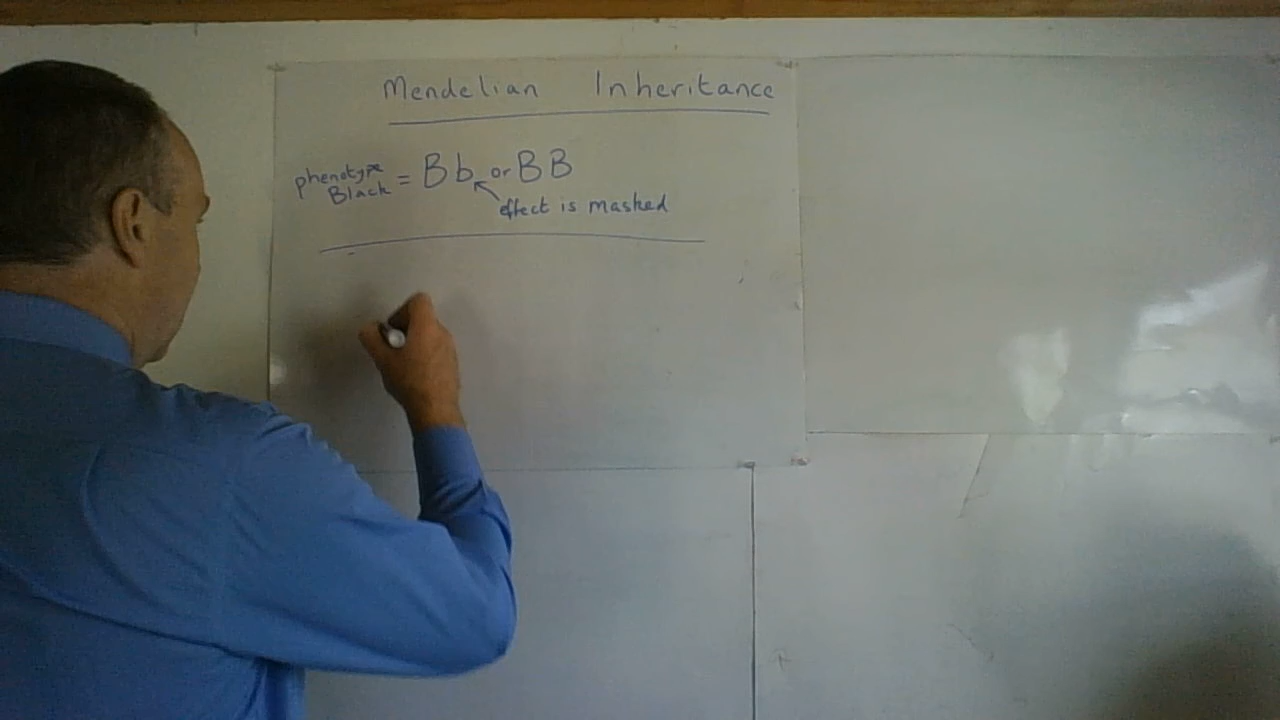 Mendelian Inheritance
phenotype
Black = Bb or BB
effect is masked